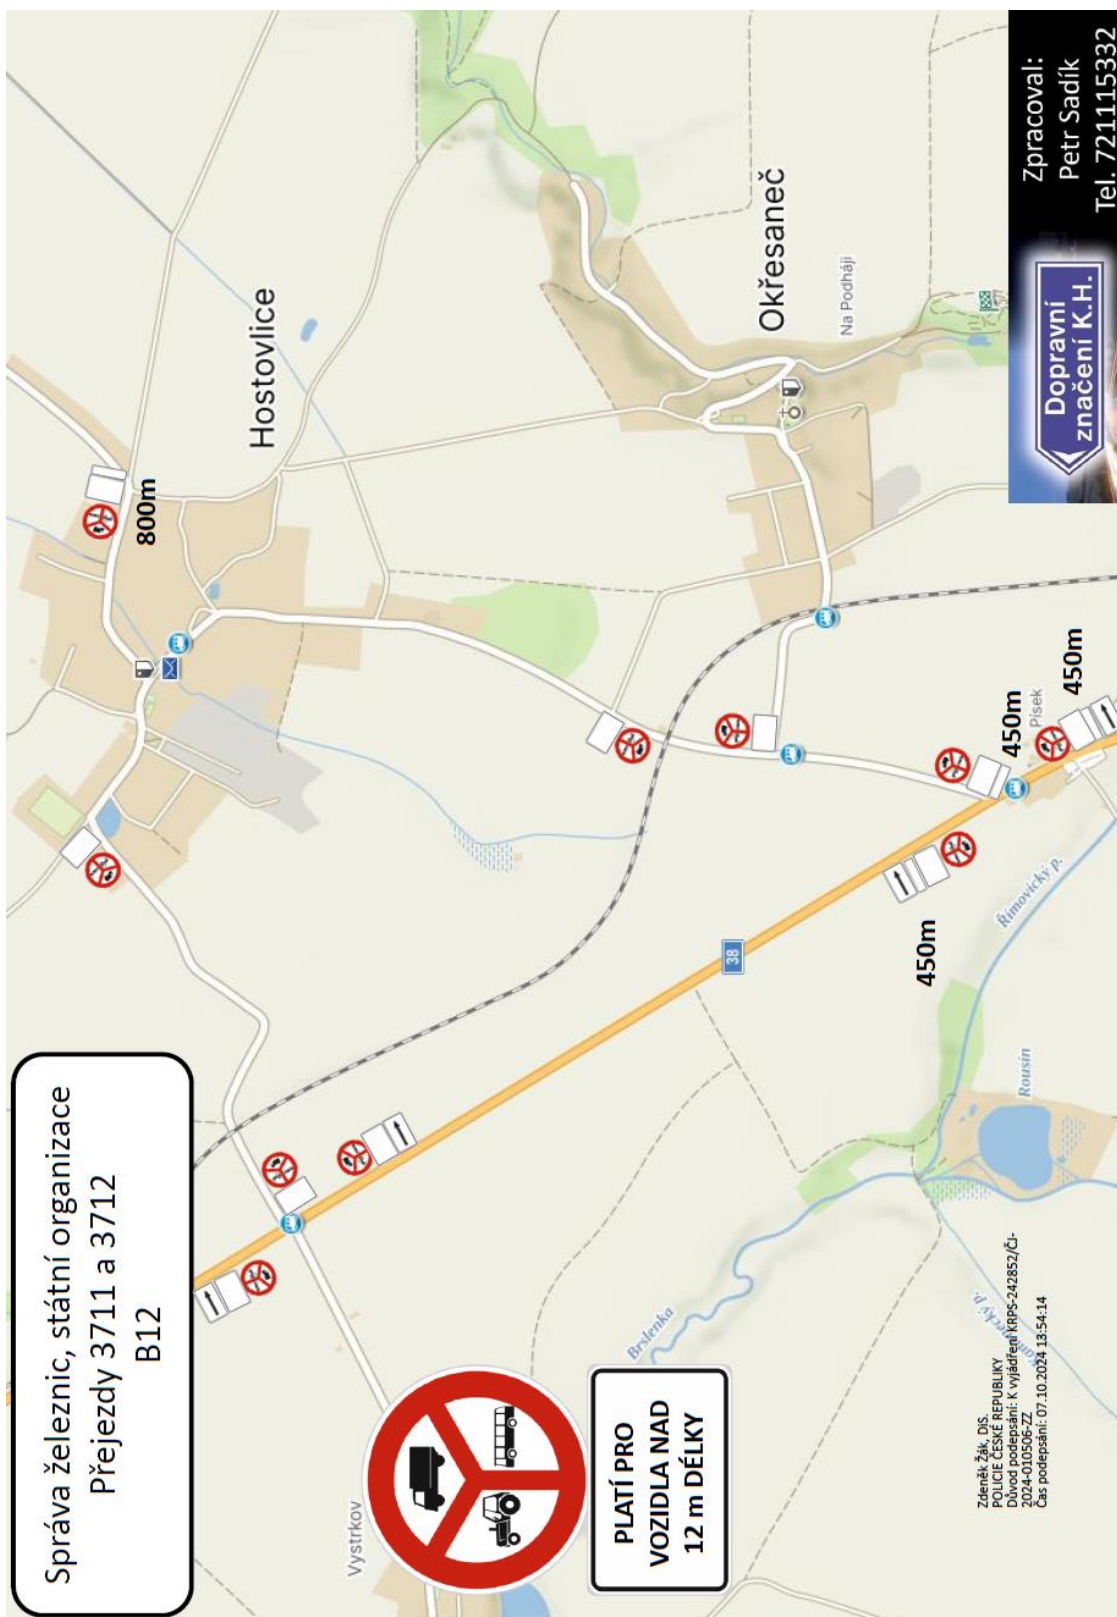 Správa železnic, státní organizace
Přejezdy 3711 a 3712
B12
Hostovlice
800m
Okřesaneč
Na Podháji
Zpracoval:
Petr Sadík
Tel. 721115332
Dopravní
značení K.H.
38
450m
450m
450m
Písek
Římovický p.
Rousín
Brslenka
Vystrkov
PLATÍ PRO
VOZIDLA NAD
12 m DÉLKY
Zdeněk Žák, DiS.
POLICIE ČESKÉ REPUBLIKY
Důvod podepsání: K vyjádření KRPS-242852/ČJ-
2024-010506-ZZ
Čas podepsání: 07.10.2024 13:54:14